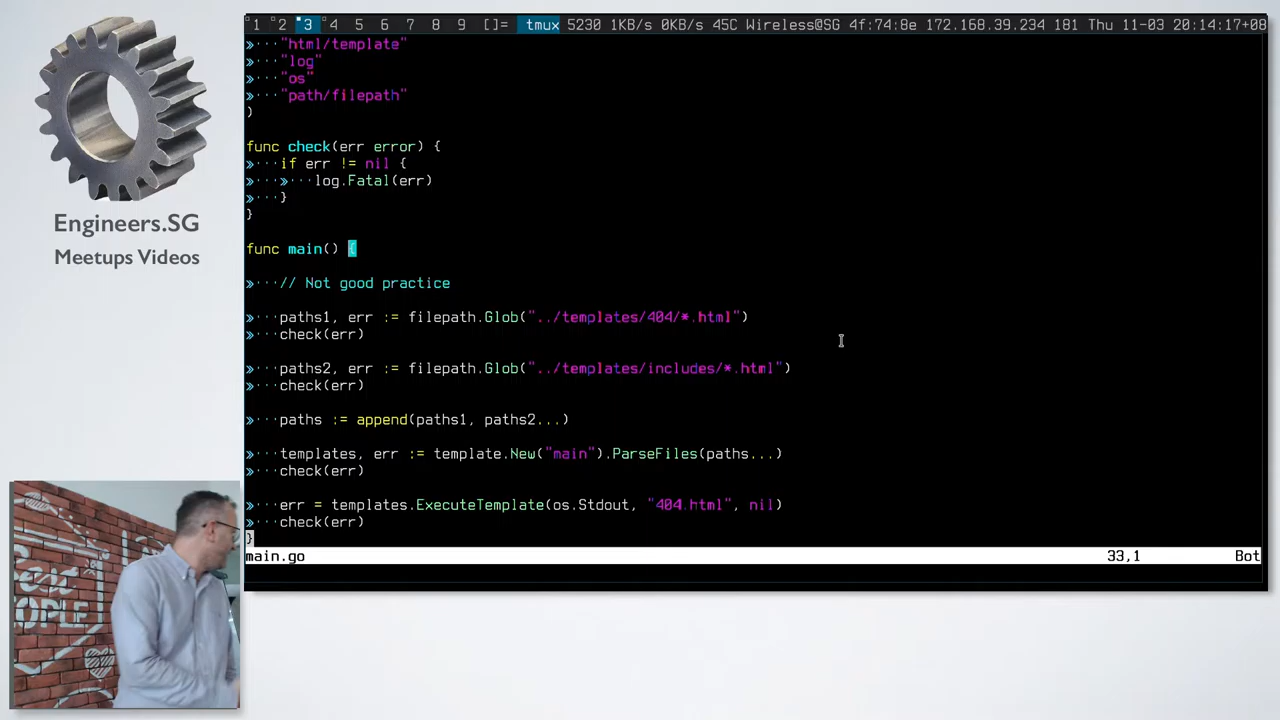 1 2 3 4 5 6 7 8 9 []= tmux 5230 1KB/s 0KB/s 45C Wireless@SG 4f:74:8e 172.168.39.234 181 Thu 11-03 20:14:17+08
»···"html/template"
»···"log"
»···"os"
»···"path/filepath"
)
func check(err error) {
»···if err != nil {
»···»···log.Fatal(err)
»···}
}
func main() {
»···// Not good practice
»···paths1, err := filepath.Glob("../templates/404/*.html")
»···check(err)
»···paths2, err := filepath.Glob("../templates/includes/*.html")
»···check(err)
»···paths := append(paths1, paths2...)
»···templates, err := template.New("main").ParseFiles(paths...)
»···check(err)
»···err = templates.ExecuteTemplate(os.Stdout, "404.html", nil)
»···check(err)
}
main.go 33,1 Bot
Engineers.SG
Meetups Videos
PEOPLE